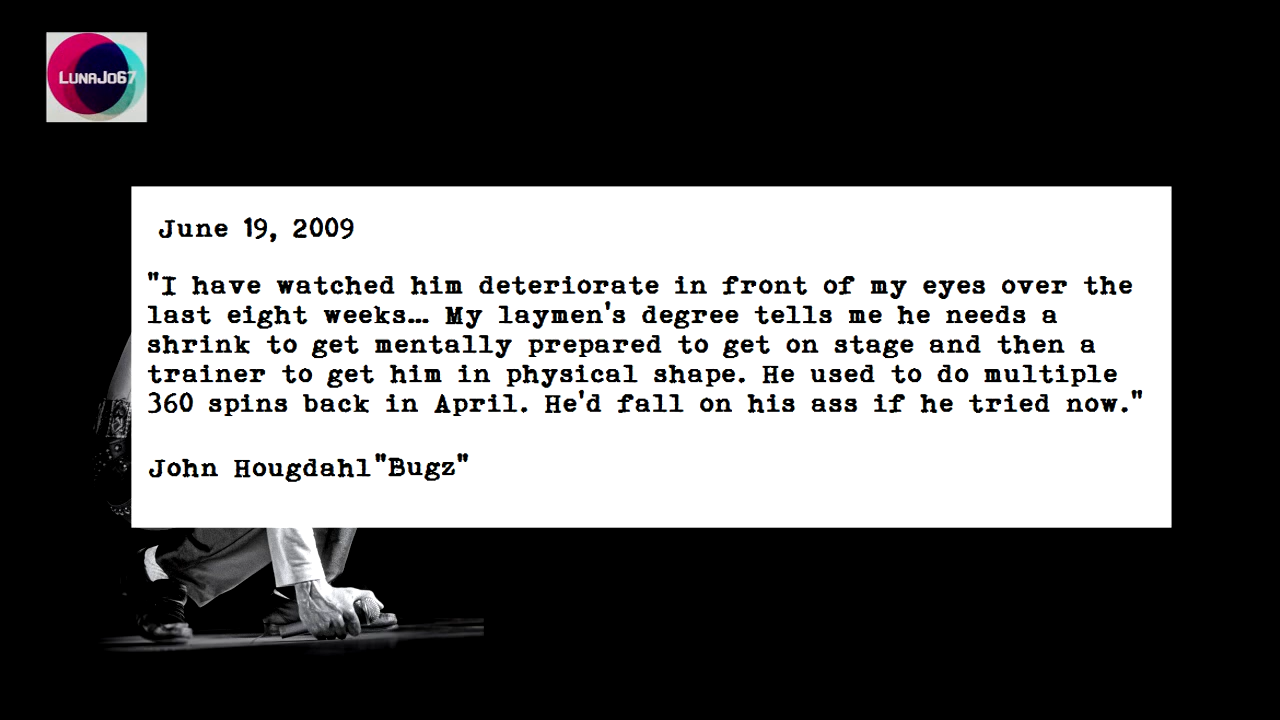 LUNAJO67
June 19, 2009
"I have watched him deteriorate in front of my eyes over the
last eight weeks… My laymen's degree tells me he needs a
shrink to get mentally prepared to get on stage and then a
trainer to get him in physical shape. He used to do multiple
360 spins back in April. He'd fall on his ass if he tried now."
John Hougdahl"Bugz"